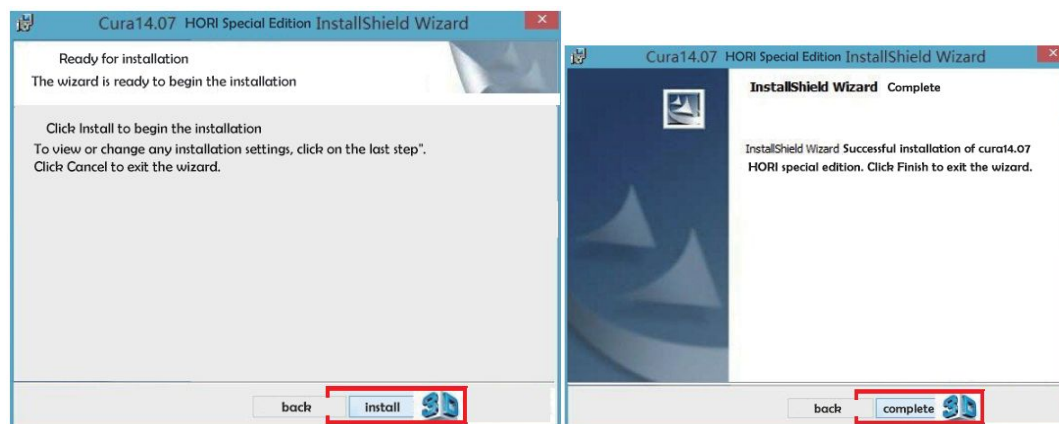 Cura14.07 HORI Special Edition InstallShield Wizard
Ready for installation
The wizard is ready to begin the installation
Click Install to begin the installation
To view or change any installation settings, click on the last step".
Click Cancel to exit the wizard.
back install 3D
Cura14.07 HORI Special Edition InstallShield Wizard
InstallShield Wizard Complete
InstallShield Wizard Successful installation of cura14.07
HORI special edition. Click Finish to exit the wizard.
back complete 3D